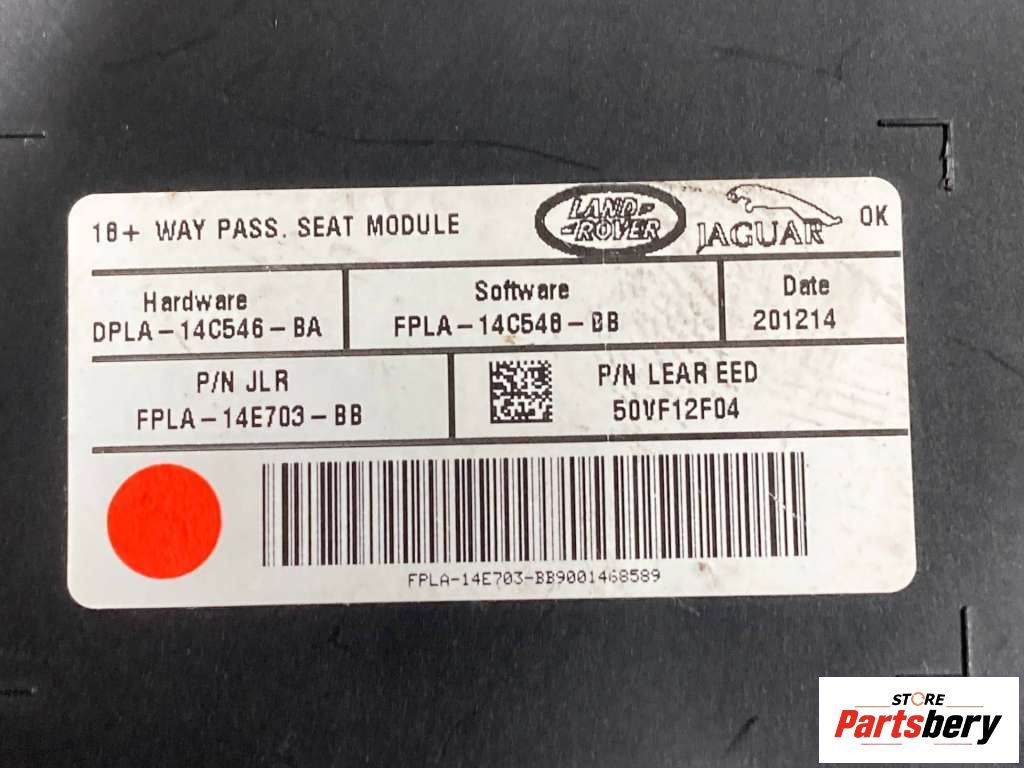 18+ WAY PASS. SEAT MODULE
LAND-
-ROVER
JAGUAR
OK
Hardware
DPLA-14C546-BA
Software
FPLA-14C548-BB
Date
201214
P/N JLR
FPLA-14E703-BB
P/N LEAR EED
50VF12F04
FPLA-14E703-BB9001468589
STORE
Partsbery